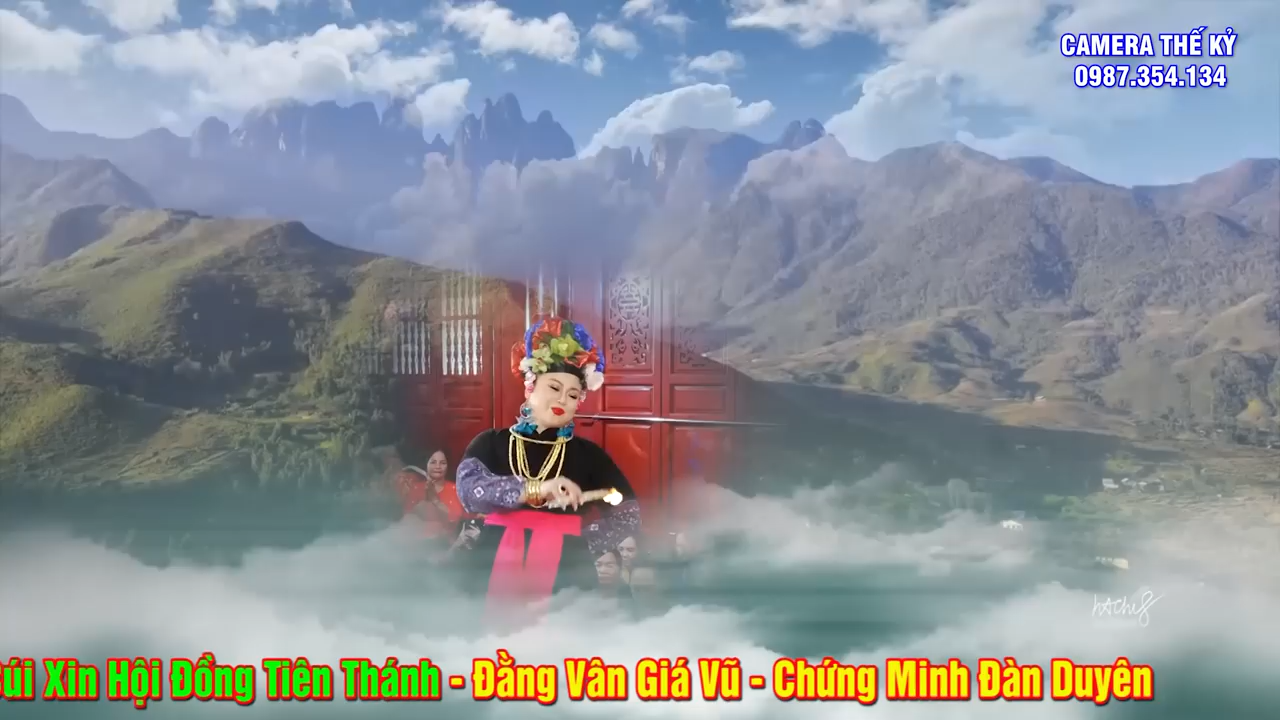 CAMERA THẾ KỶ
0987.354.134
Xin Hội Đồng Tiên Thánh - Đằng Vân Giá Vũ - Chứng Minh Đàn Duyên